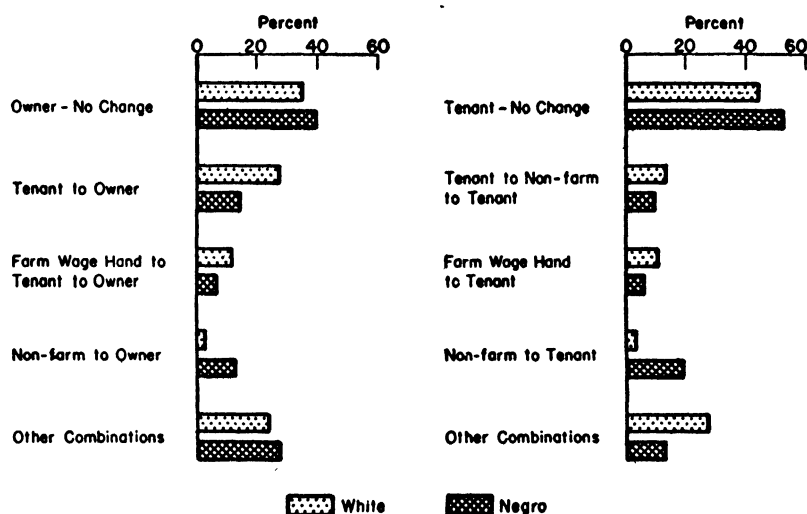 Percent
0 20 40 60
Owner - No Change
Tenant to Owner
Farm Wage Hand to
Tenant to Owner
Non-farm to Owner
Other Combinations
Percent
0 20 40 60
Tenant - No Change
Tenant to Non-farm
to Tenant
Farm Wage Hand
to Tenant
Non-farm to Tenant
Other Combinations
White Negro